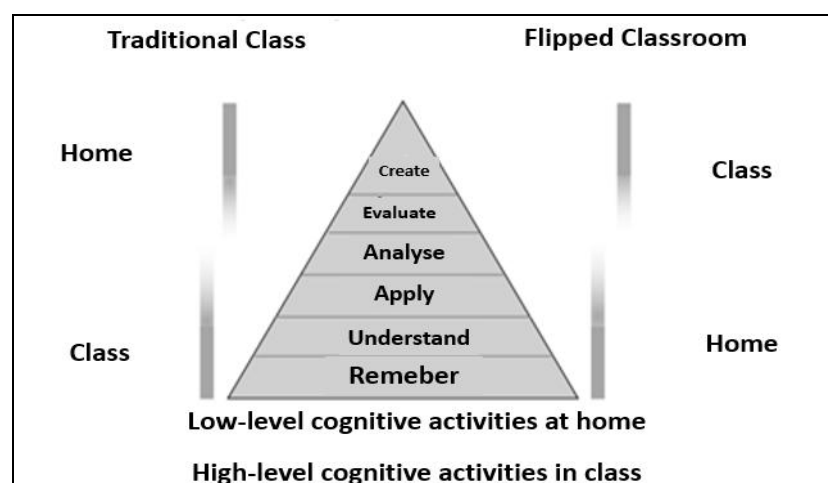 Traditional Class
Flipped Classroom
Home
Class
Create
Evaluate
Analyse
Apply
Class
Home
Understand
Remeber
Low-level cognitive activities at home
High-level cognitive activities in class